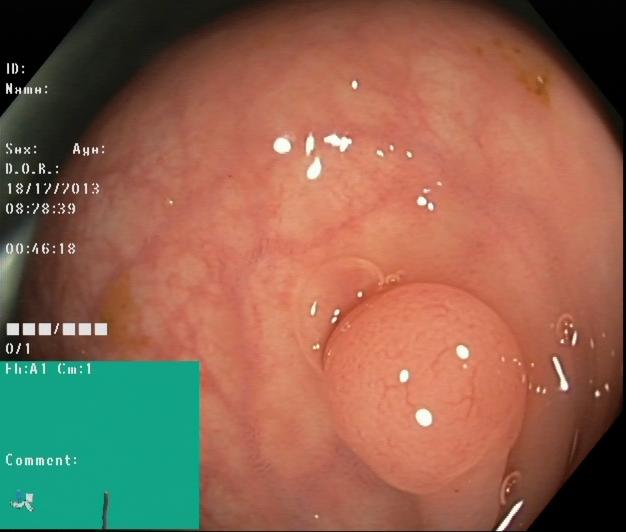 ID:
Name:
Sex: Age:
D.O.B.:
18/12/2013
08:28:39
00:46:18
■■■/■■■
0/1
Eh:A1 Cm:1
Comment: